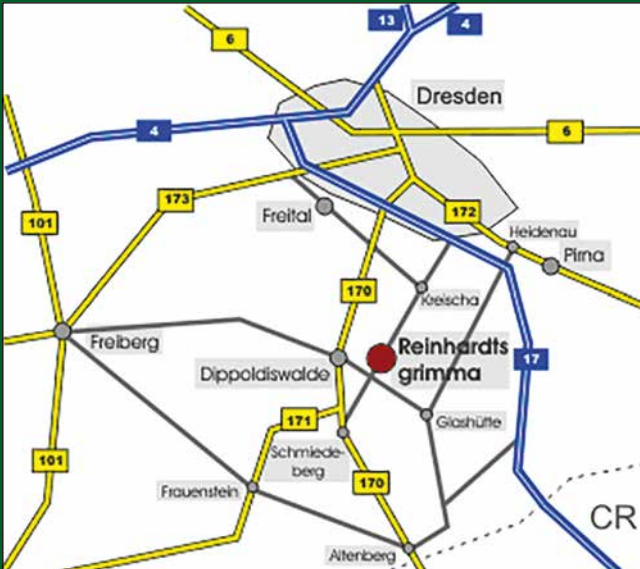 13
4
6
Dresden
4
6
173
101
172
Freital
Heidenau
Pirna
170
Kreischa
Freiberg
Reinhardts
grimma
17
Dippoldiswalde
171
Glashütte
Schmiede-
berg
101
170
Frauenstein
CR
Altenberg